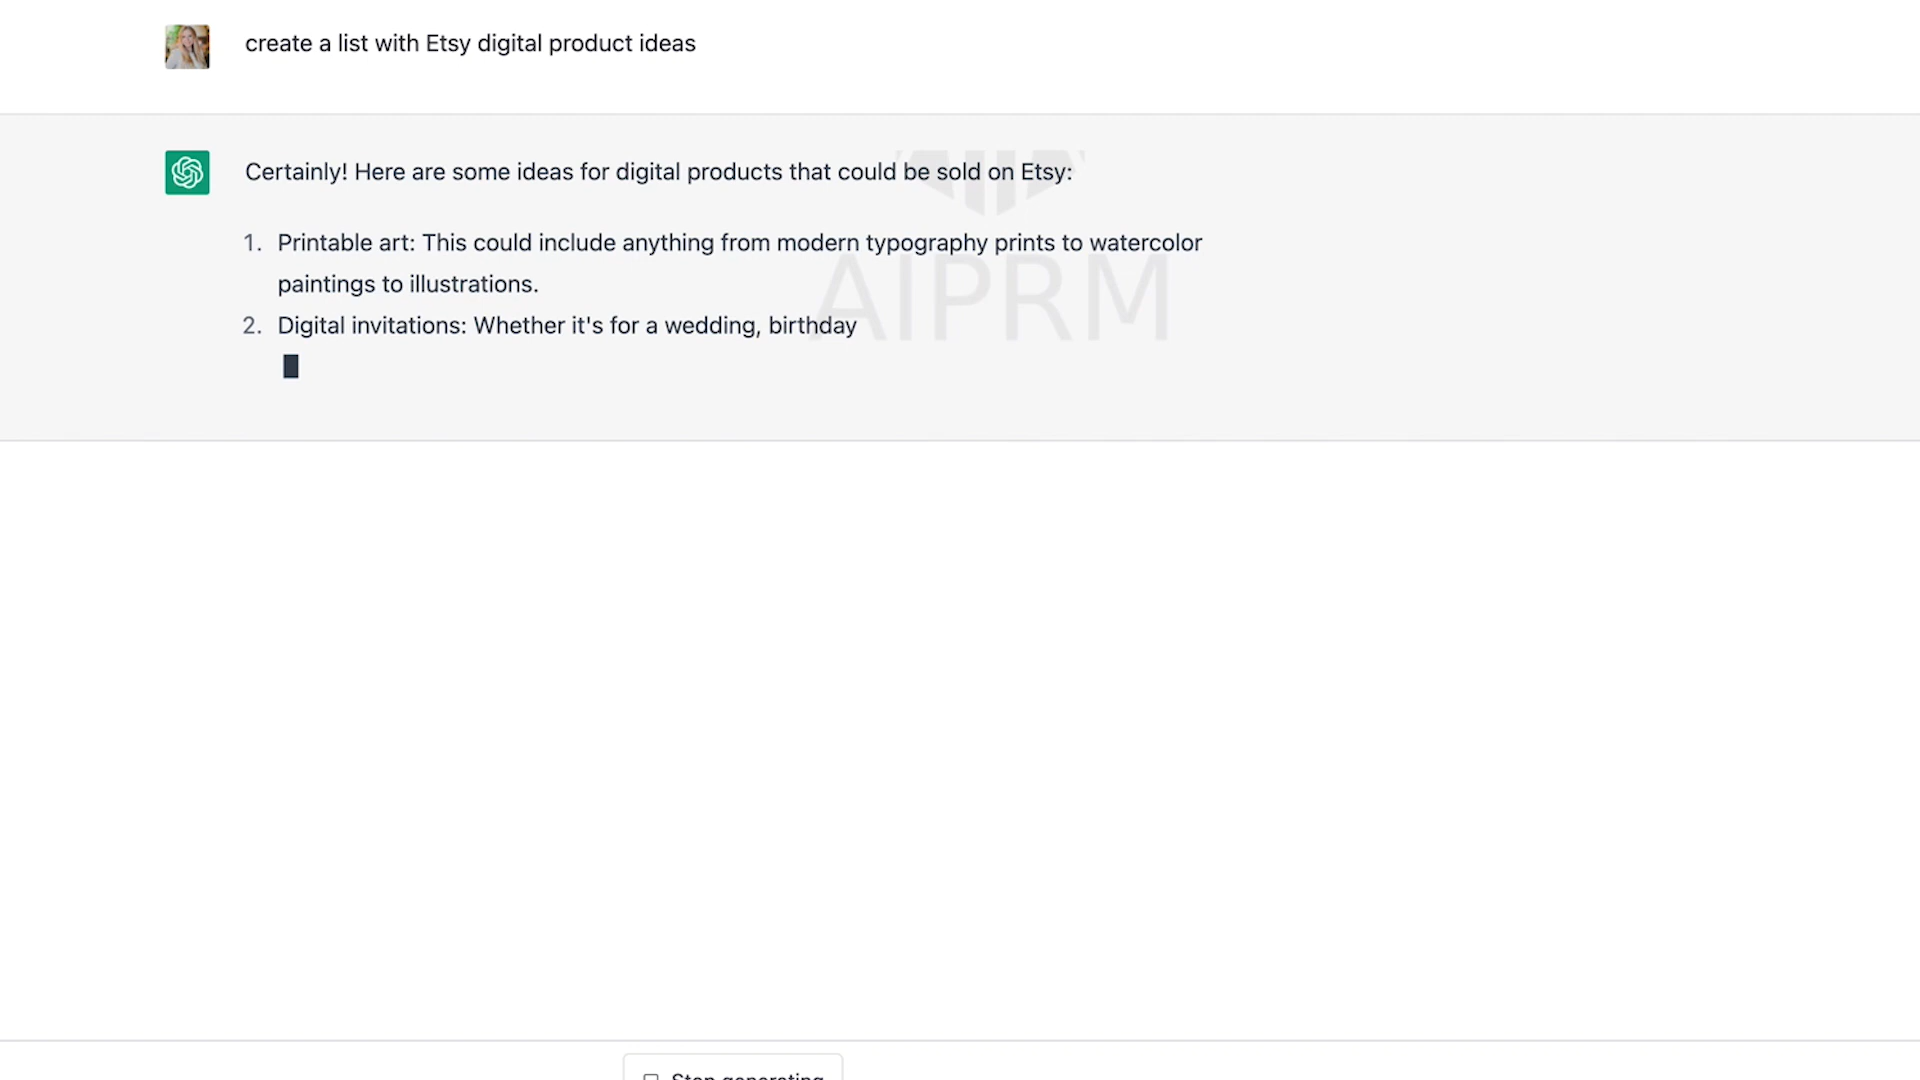 create a list with Etsy digital product ideas
Certainly! Here are some ideas for digital products that could be sold on Etsy:
1. Printable art: This could include anything from modern typography prints to watercolor
paintings to illustrations.
2. Digital invitations: Whether it's for a wedding, birthday
AIPRM
Stop generating